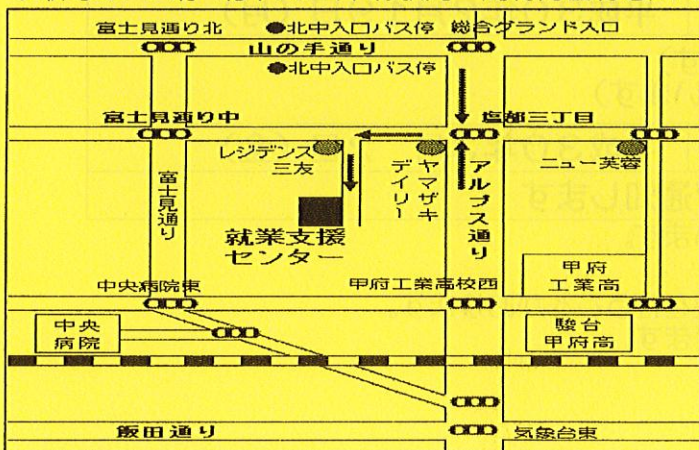 富士見通り北
●北中入口バス停
総合グランド入口
山の手通り
●北中入口バス停
富士見通り中
塩部三丁目
レジデンス
三友
ヤマザキ
デイリー
アルプス通り
ニュー芙蓉
富士見通り
就業支援
センター
中央病院東
甲府工業高校西
甲府
工業高
中央
病院
駿台
甲府高
飯田通り
気象台東